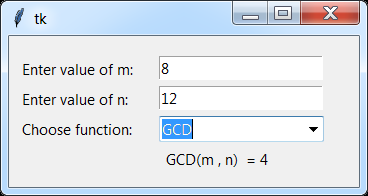 tk
Enter value of m: 8
Enter value of n: 12
Choose function: GCD
GCD(m , n) = 4